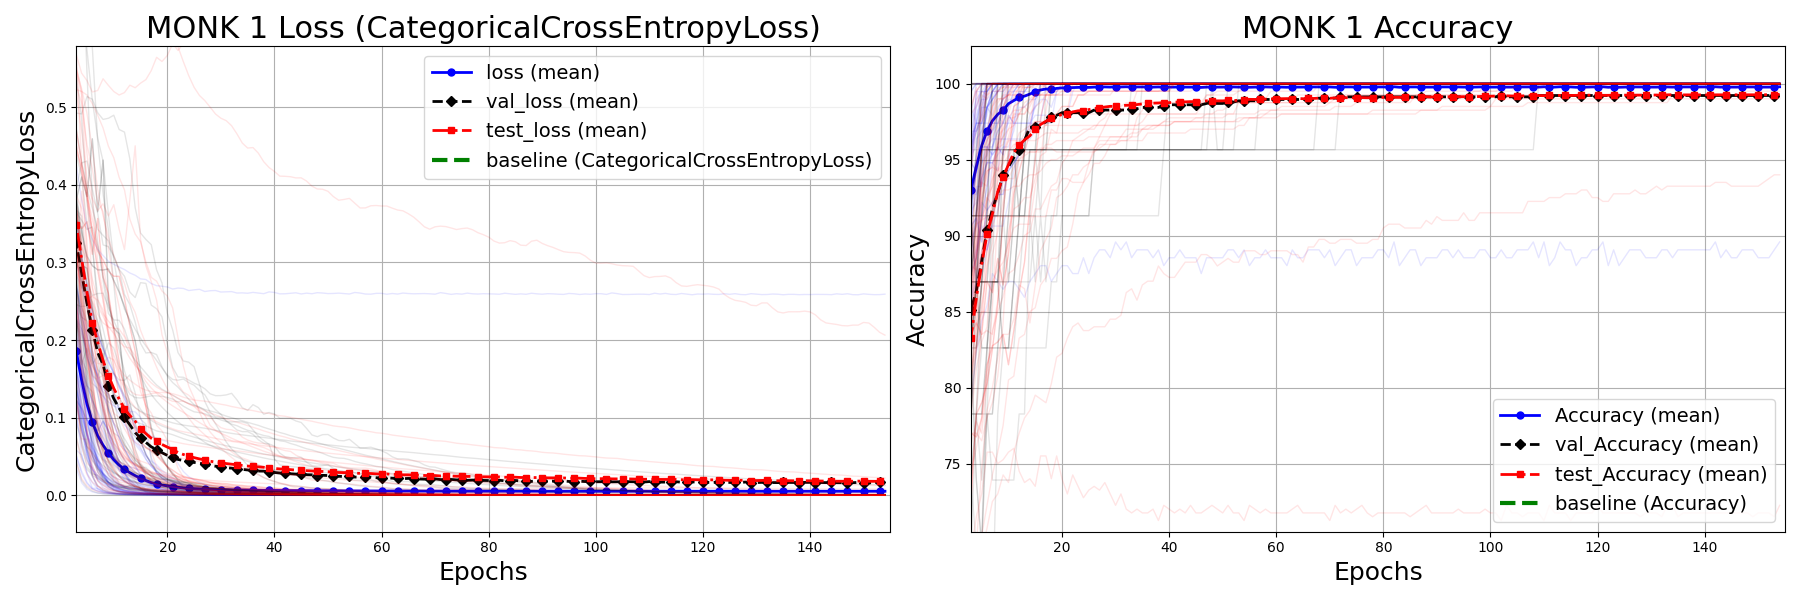 MONK 1 Loss (CategoricalCrossEntropyLoss)
CategoricalCrossEntropyLoss
0.5
0.4
0.3
0.2
0.1
0.0
loss (mean)
val_loss (mean)
test_loss (mean)
baseline (CategoricalCrossEntropyLoss)
20 40 60 80 100 120 140
Epochs
MONK 1 Accuracy
Accuracy
100
95
90
85
80
75
Accuracy (mean)
val_Accuracy (mean)
test_Accuracy (mean)
baseline (Accuracy)
20 40 60 80 100 120 140
Epochs